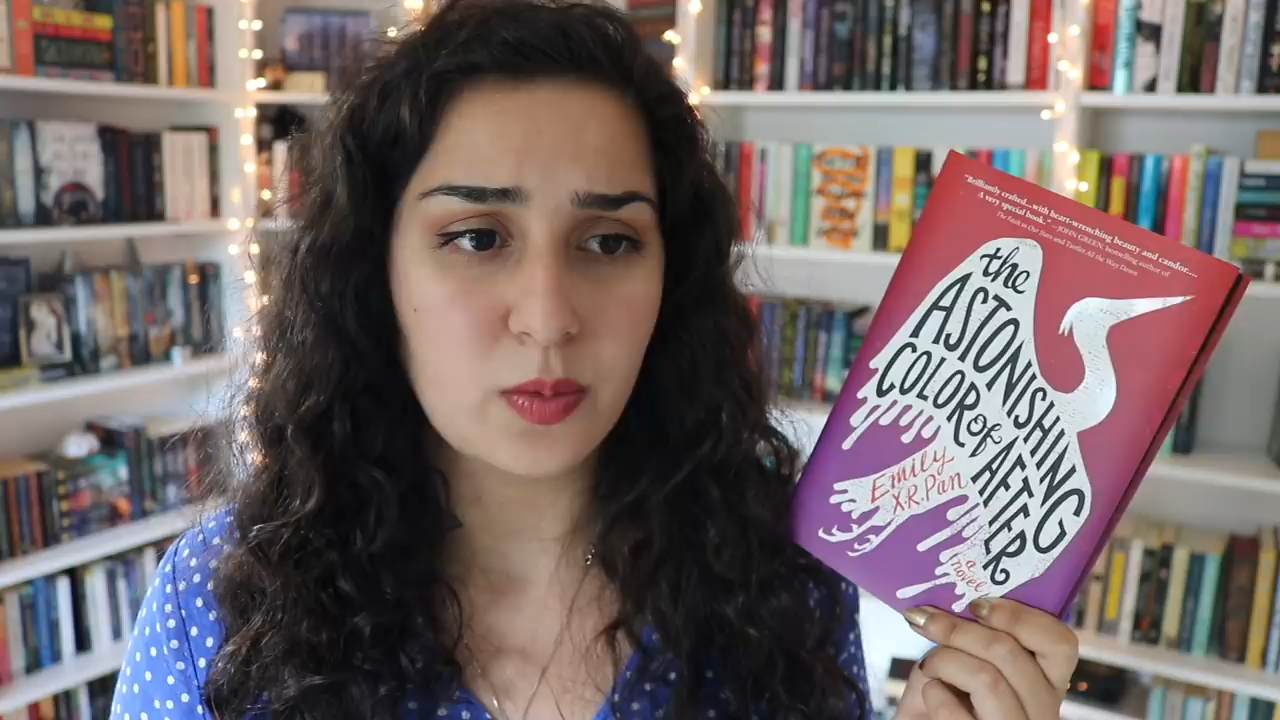 "Brilliantly crafted...with heart-wrenching beauty and candor....
A very special book." —JOHN GREEN, bestselling author of
The Fault in Our Stars and Turtles All the Way Down
the
ASTONISHING
COLOR of
AFTER
Emily
X.R. Pan
a
novel